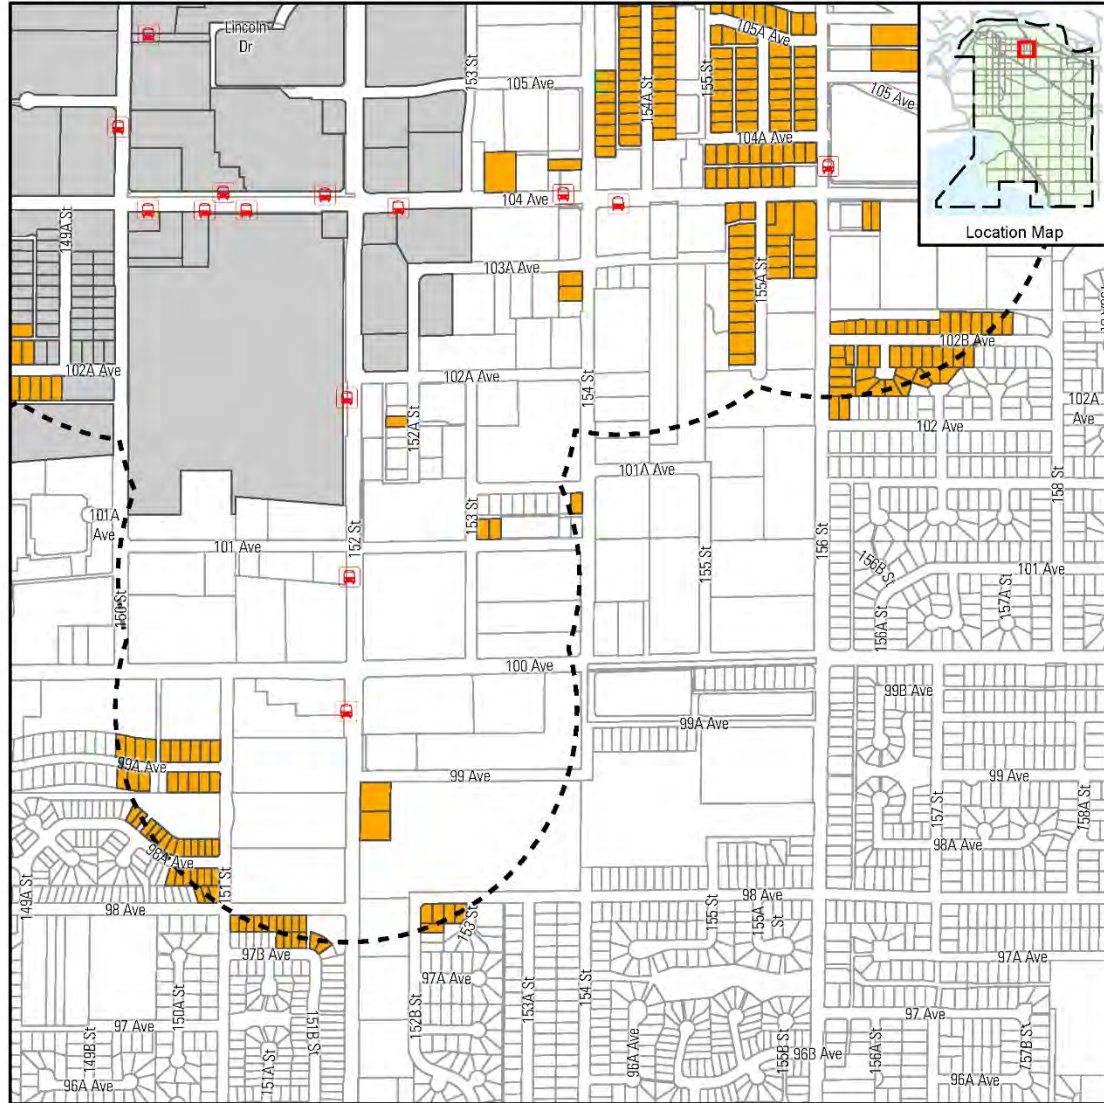 Lincoln
Dr
153 St
105 Ave
154A St
155 St
105A Ave
105 Ave
104A Ave
104 Ave
149A St
103A Ave
155A St
Location Map
102A Ave
102A Ave
152A St
154 St
102B Ave
102 Ave
102A
Ave
101A Ave
158 St
101A
Ave
153 St
152 St
101 Ave
155 St
156 St
156B St
101 Ave
156A St
157A St
150 St
100 Ave
99B Ave
99A Ave
99A Ave
99 Ave
99 Ave
157 St
158A St
98A Ave
98A Ave
149A St
151 St
98 Ave
98 Ave
153 St
155 St
155A
St
97B Ave
97A Ave
97A Ave
150A St
152B St
153A St
154 St
97 Ave
97 Ave
149B St
151B St
151A St
96A Ave
96A Ave
155B St
96B Ave
156A St
96A Ave
157B St